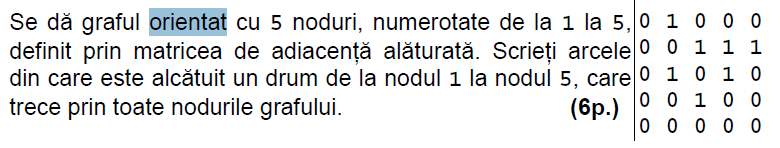 Se dă graful orientat cu 5 noduri, numerotate de la 1 la 5,
definit prin matricea de adiacență alăturată. Scrieți arcele
din care este alcătuit un drum de la nodul 1 la nodul 5, care
trece prin toate nodurile grafului. (6p.)
0 1 0 0 0
0 0 1 1 1
0 1 0 1 0
0 0 1 0 0
0 0 0 0 0